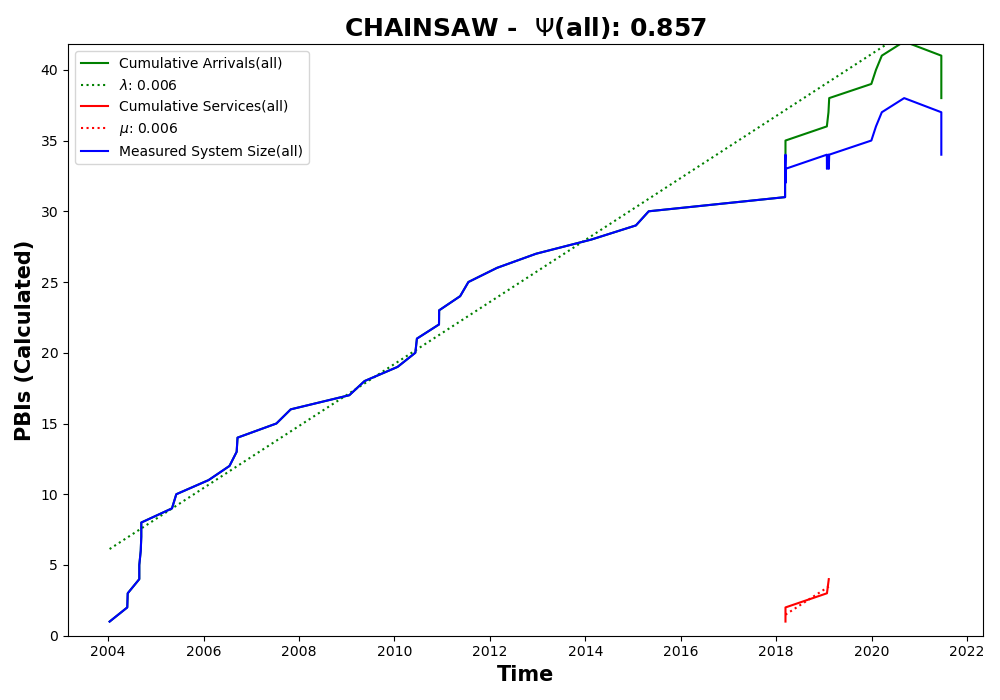 CHAINSAW - Ψ(all): 0.857
Cumulative Arrivals(all)
λ: 0.006
Cumulative Services(all)
μ: 0.006
Measured System Size(all)
PBIs (Calculated)
40
35
30
25
20
15
10
5
0
2004 2006 2008 2010 2012 2014 2016 2018 2020 2022
Time